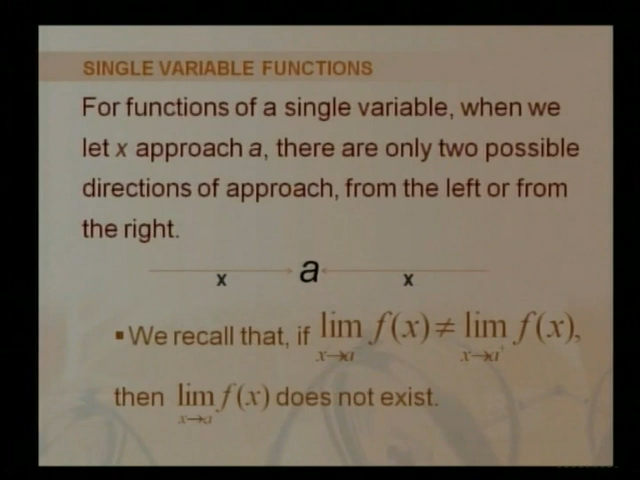 SINGLE VARIABLE FUNCTIONS
For functions of a single variable, when we
let x approach a, there are only two possible
directions of approach, from the left or from
the right.
x a x
▪ We recall that, if lim f(x) ≠ lim f(x),
x→a⁻ x→a⁺
then lim f(x) does not exist.
x→a